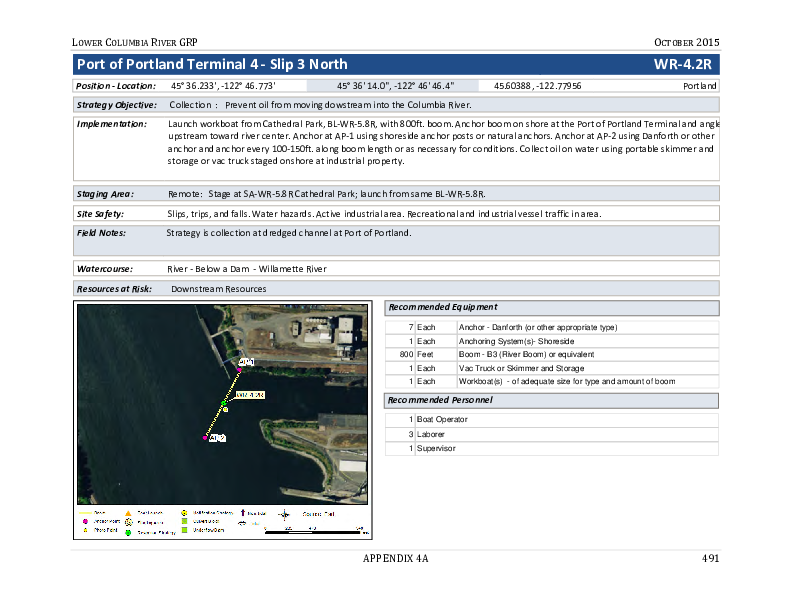 LOWER COLUMBIA RIVER GRP OCTOBER 2015
Port of Portland Terminal 4 - Slip 3 North WR-4.2R
Position - Location: 45° 36.233', -122° 46.773' 45° 36' 14.0", -122° 46' 46.4" 45.60388 , -122.77956 Portland
Strategy Objective: Collection : Prevent oil from moving downstream into the Columbia River.
Implementation: Launch workboat from Cathedral Park, BL-WR-5.8R, with 800ft. boom. Anchor boom on shore at the Port of Portland Terminal and angle
upstream toward river center. Anchor at AP-1 using shoreside anchor posts or natural anchors. Anchor at AP-2 using Danforth or other
anchor and anchor every 100-150ft. along boom length or as necessary for conditions. Collect oil on water using portable skimmer and
storage or vac truck staged onshore at industrial property.
Staging Area: Remote: Stage at SA-WR-5.8R Cathedral Park; launch from same BL-WR-5.8R.
Site Safety: Slips, trips, and falls. Water hazards. Active industrial area. Recreational and industrial vessel traffic in area.
Field Notes: Strategy is collection at dredged channel at Port of Portland.
Watercourse: River - Below a Dam - Willamette River
Resources at Risk: Downstream Resources
Recommended Equipment
7 Each Anchor - Danforth (or other appropriate type)
1 Each Anchoring System(s)- Shoreside
800 Feet Boom - B3 (River Boom) or equivalent
1 Each Vac Truck or Skimmer and Storage
1 Each Workboat(s) - of adequate size for type and amount of boom
Recommended Personnel
1 Boat Operator
3 Laborer
1 Supervisor
AP-1
WR-4.2R
AP-2
Anchor Point
Photo Point
APPENDIX 4A 491